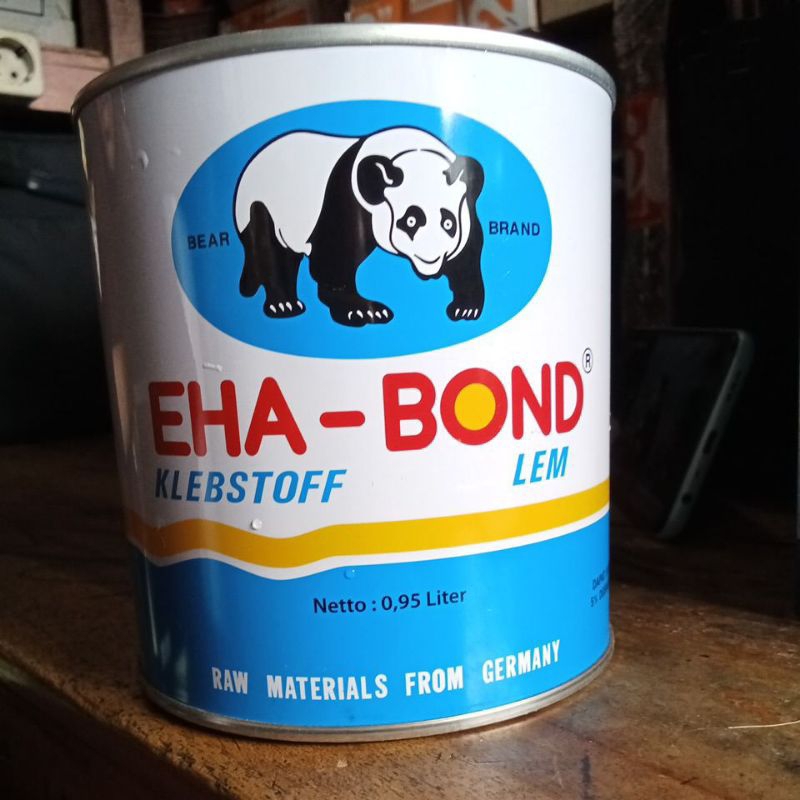 BEAR BRAND
EHA-BOND®
KLEBSTOFF LEM
Netto : 0,95 Liter
RAW MATERIALS FROM GERMANY